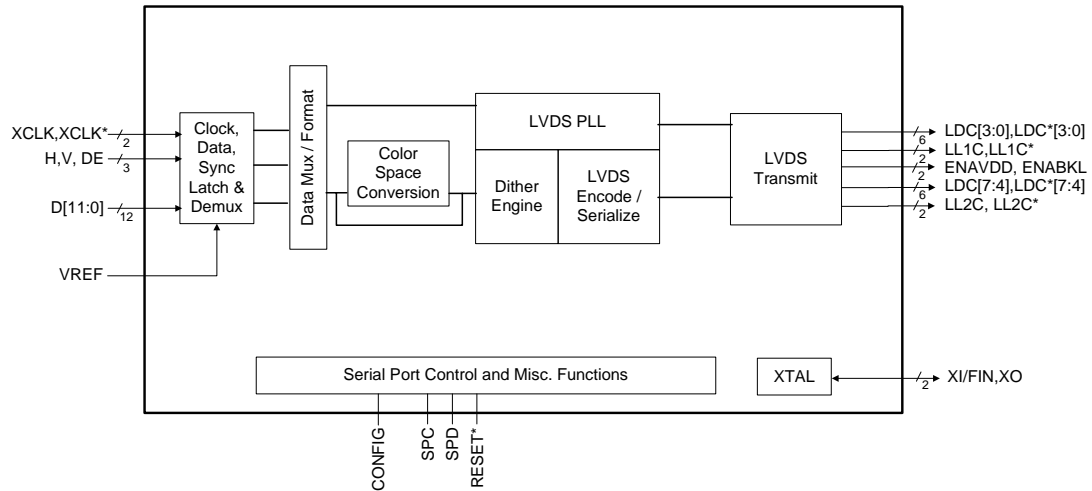 XCLK,XCLK*
2
H,V, DE
3
D[11:0]
12
VREF
Clock,
Data,
Sync
Latch &
Demux
Data Mux / Format
Color
Space
Conversion
LVDS PLL
Dither
Engine
LVDS
Encode /
Serialize
LVDS
Transmit
LDC[3:0],LDC*[3:0]
6
LL1C,LL1C*
2
ENAVDD, ENABKL
2
LDC[7:4],LDC*[7:4]
6
LL2C, LL2C*
2
Serial Port Control and Misc. Functions
XTAL
2
XI/FIN,XO
CONFIG
SPC
SPD
RESET*